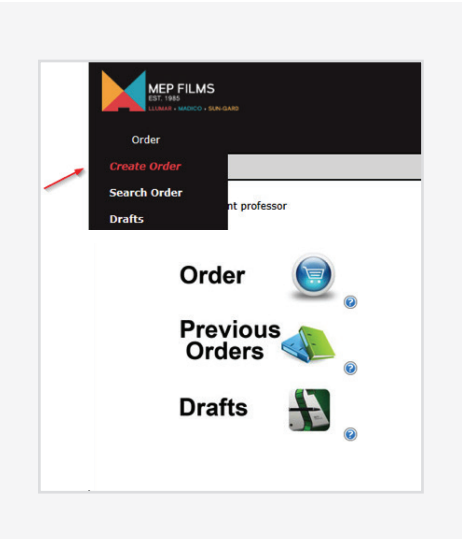 MEP FILMS
EST. 1985
LLUMAR • MADICO • SUN-GARD
Order
Create Order
Search Order
nt professor
Drafts
Order
Previous
Orders
Drafts